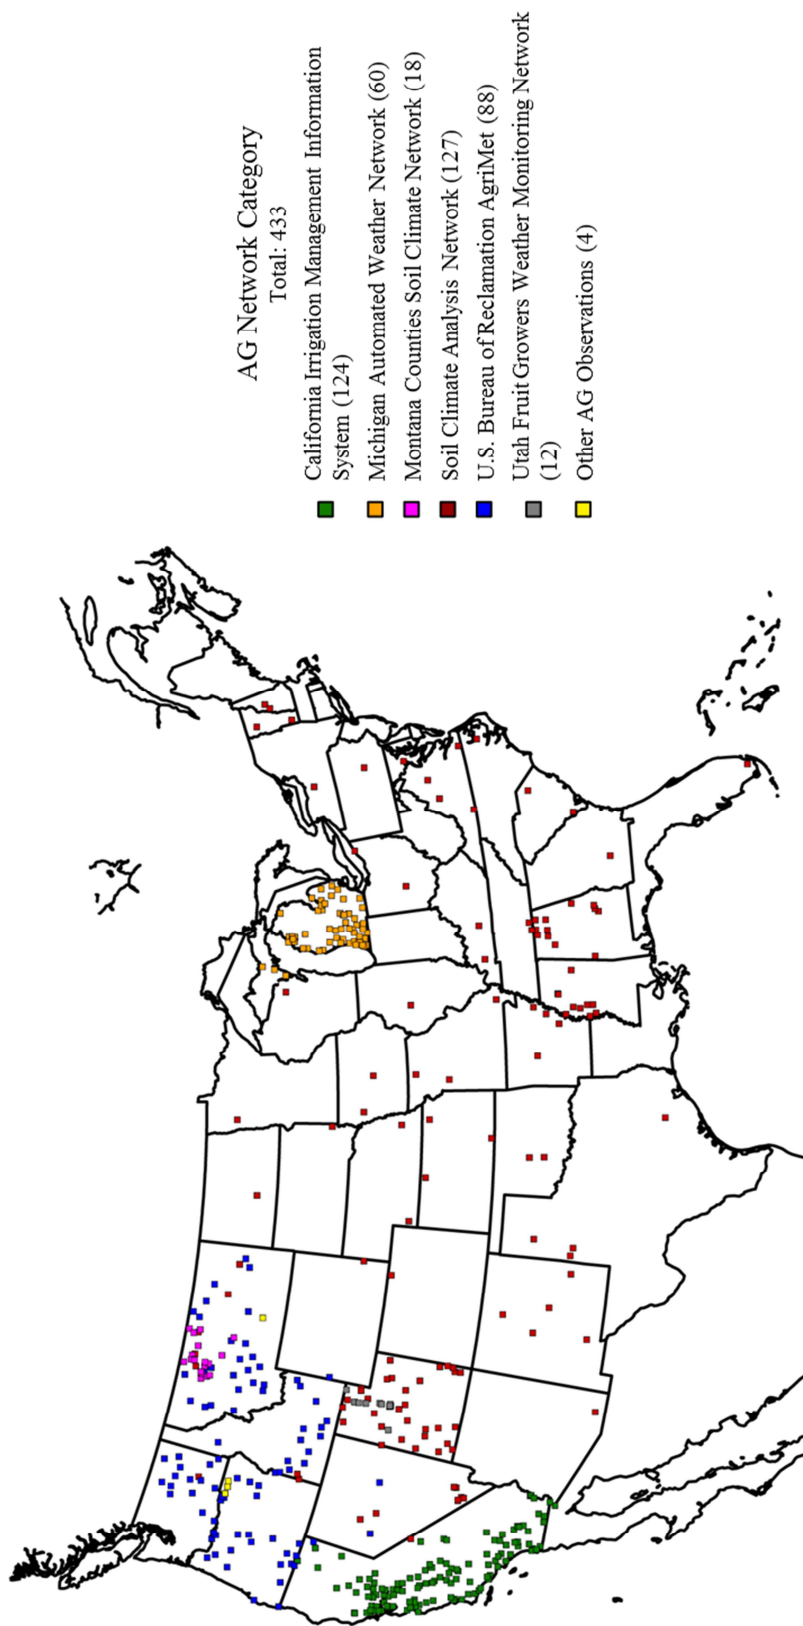 AG Network Category
Total: 433
California Irrigation Management Information
System (124)
Michigan Automated Weather Network (60)
Montana Counties Soil Climate Network (18)
Soil Climate Analysis Network (127)
U.S. Bureau of Reclamation AgriMet (88)
Utah Fruit Growers Weather Monitoring Network
(12)
Other AG Observations (4)